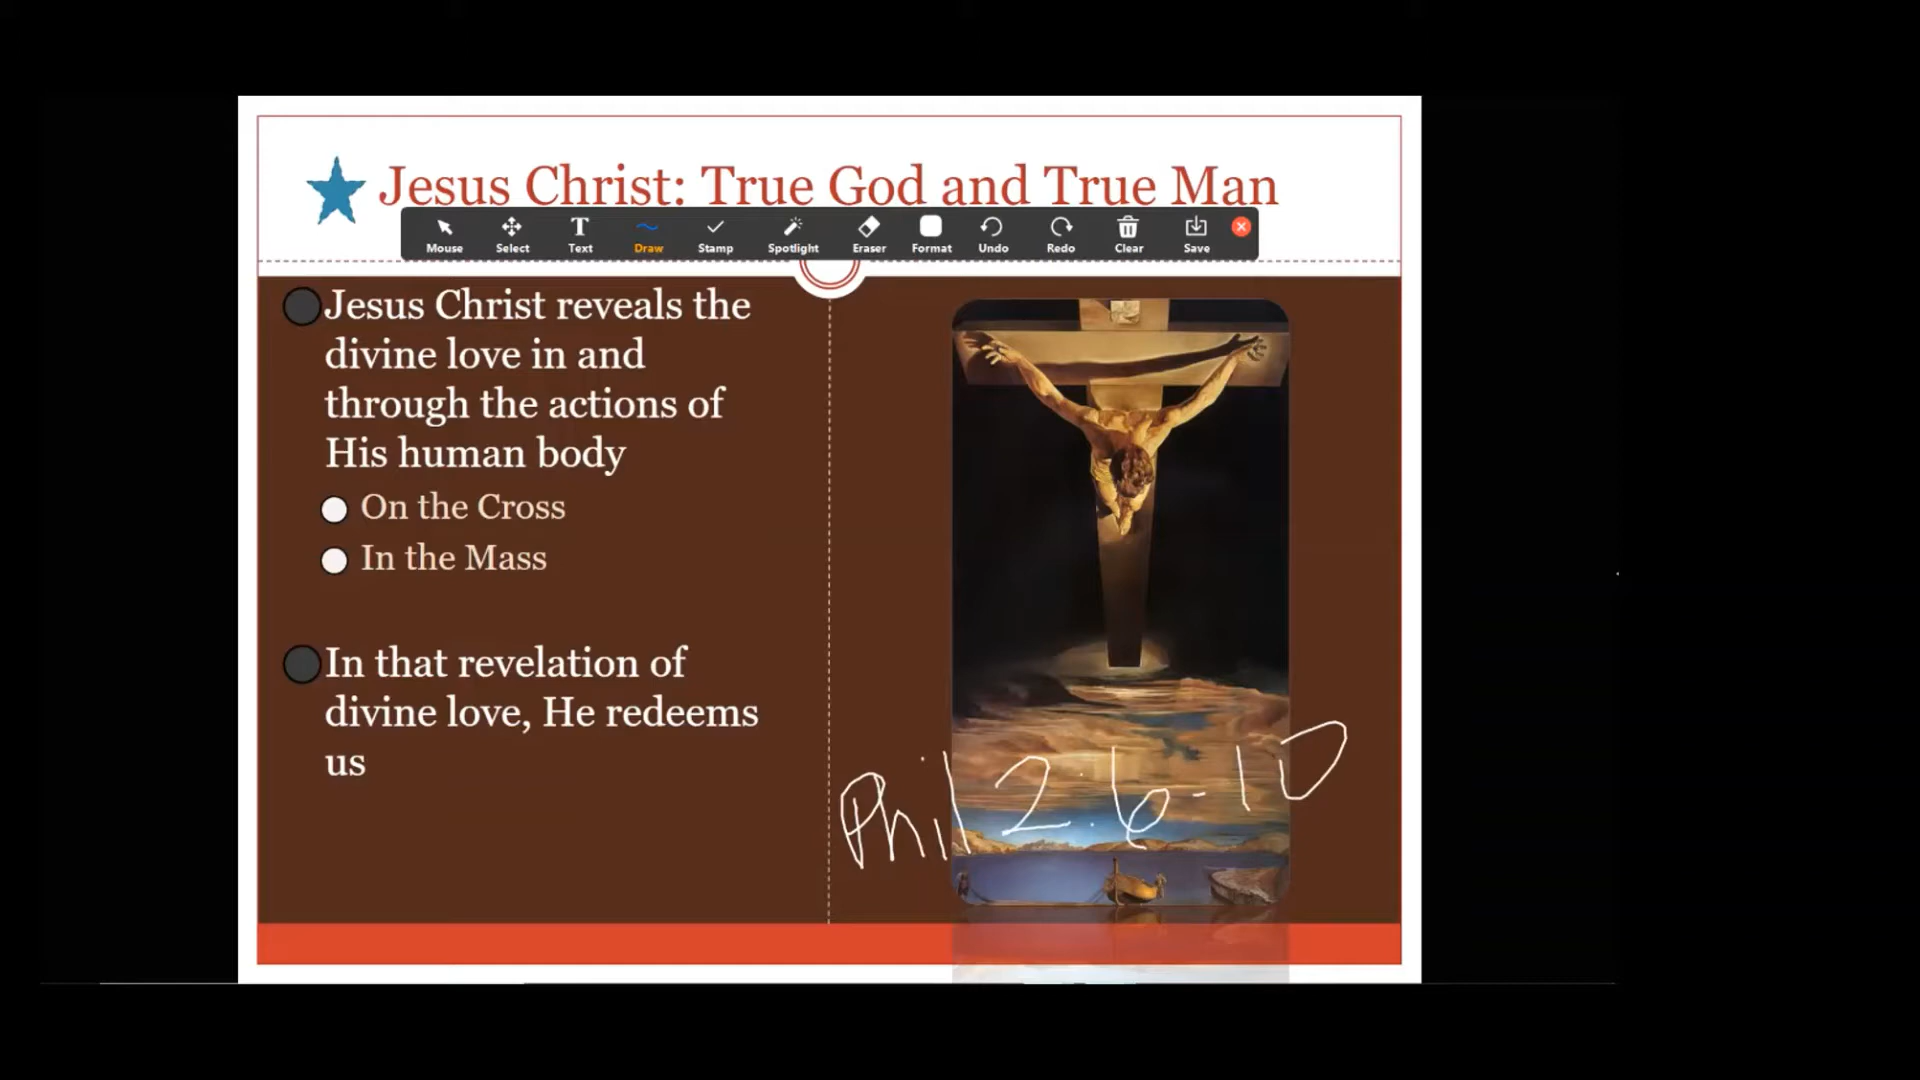 Jesus Christ: True God and True Man
Mouse Select Text Draw Stamp Spotlight Eraser Format Undo Redo Clear Save
Jesus Christ reveals the
divine love in and
through the actions of
His human body
On the Cross
In the Mass
In that revelation of
divine love, He redeems
us
Phil 2:6-10